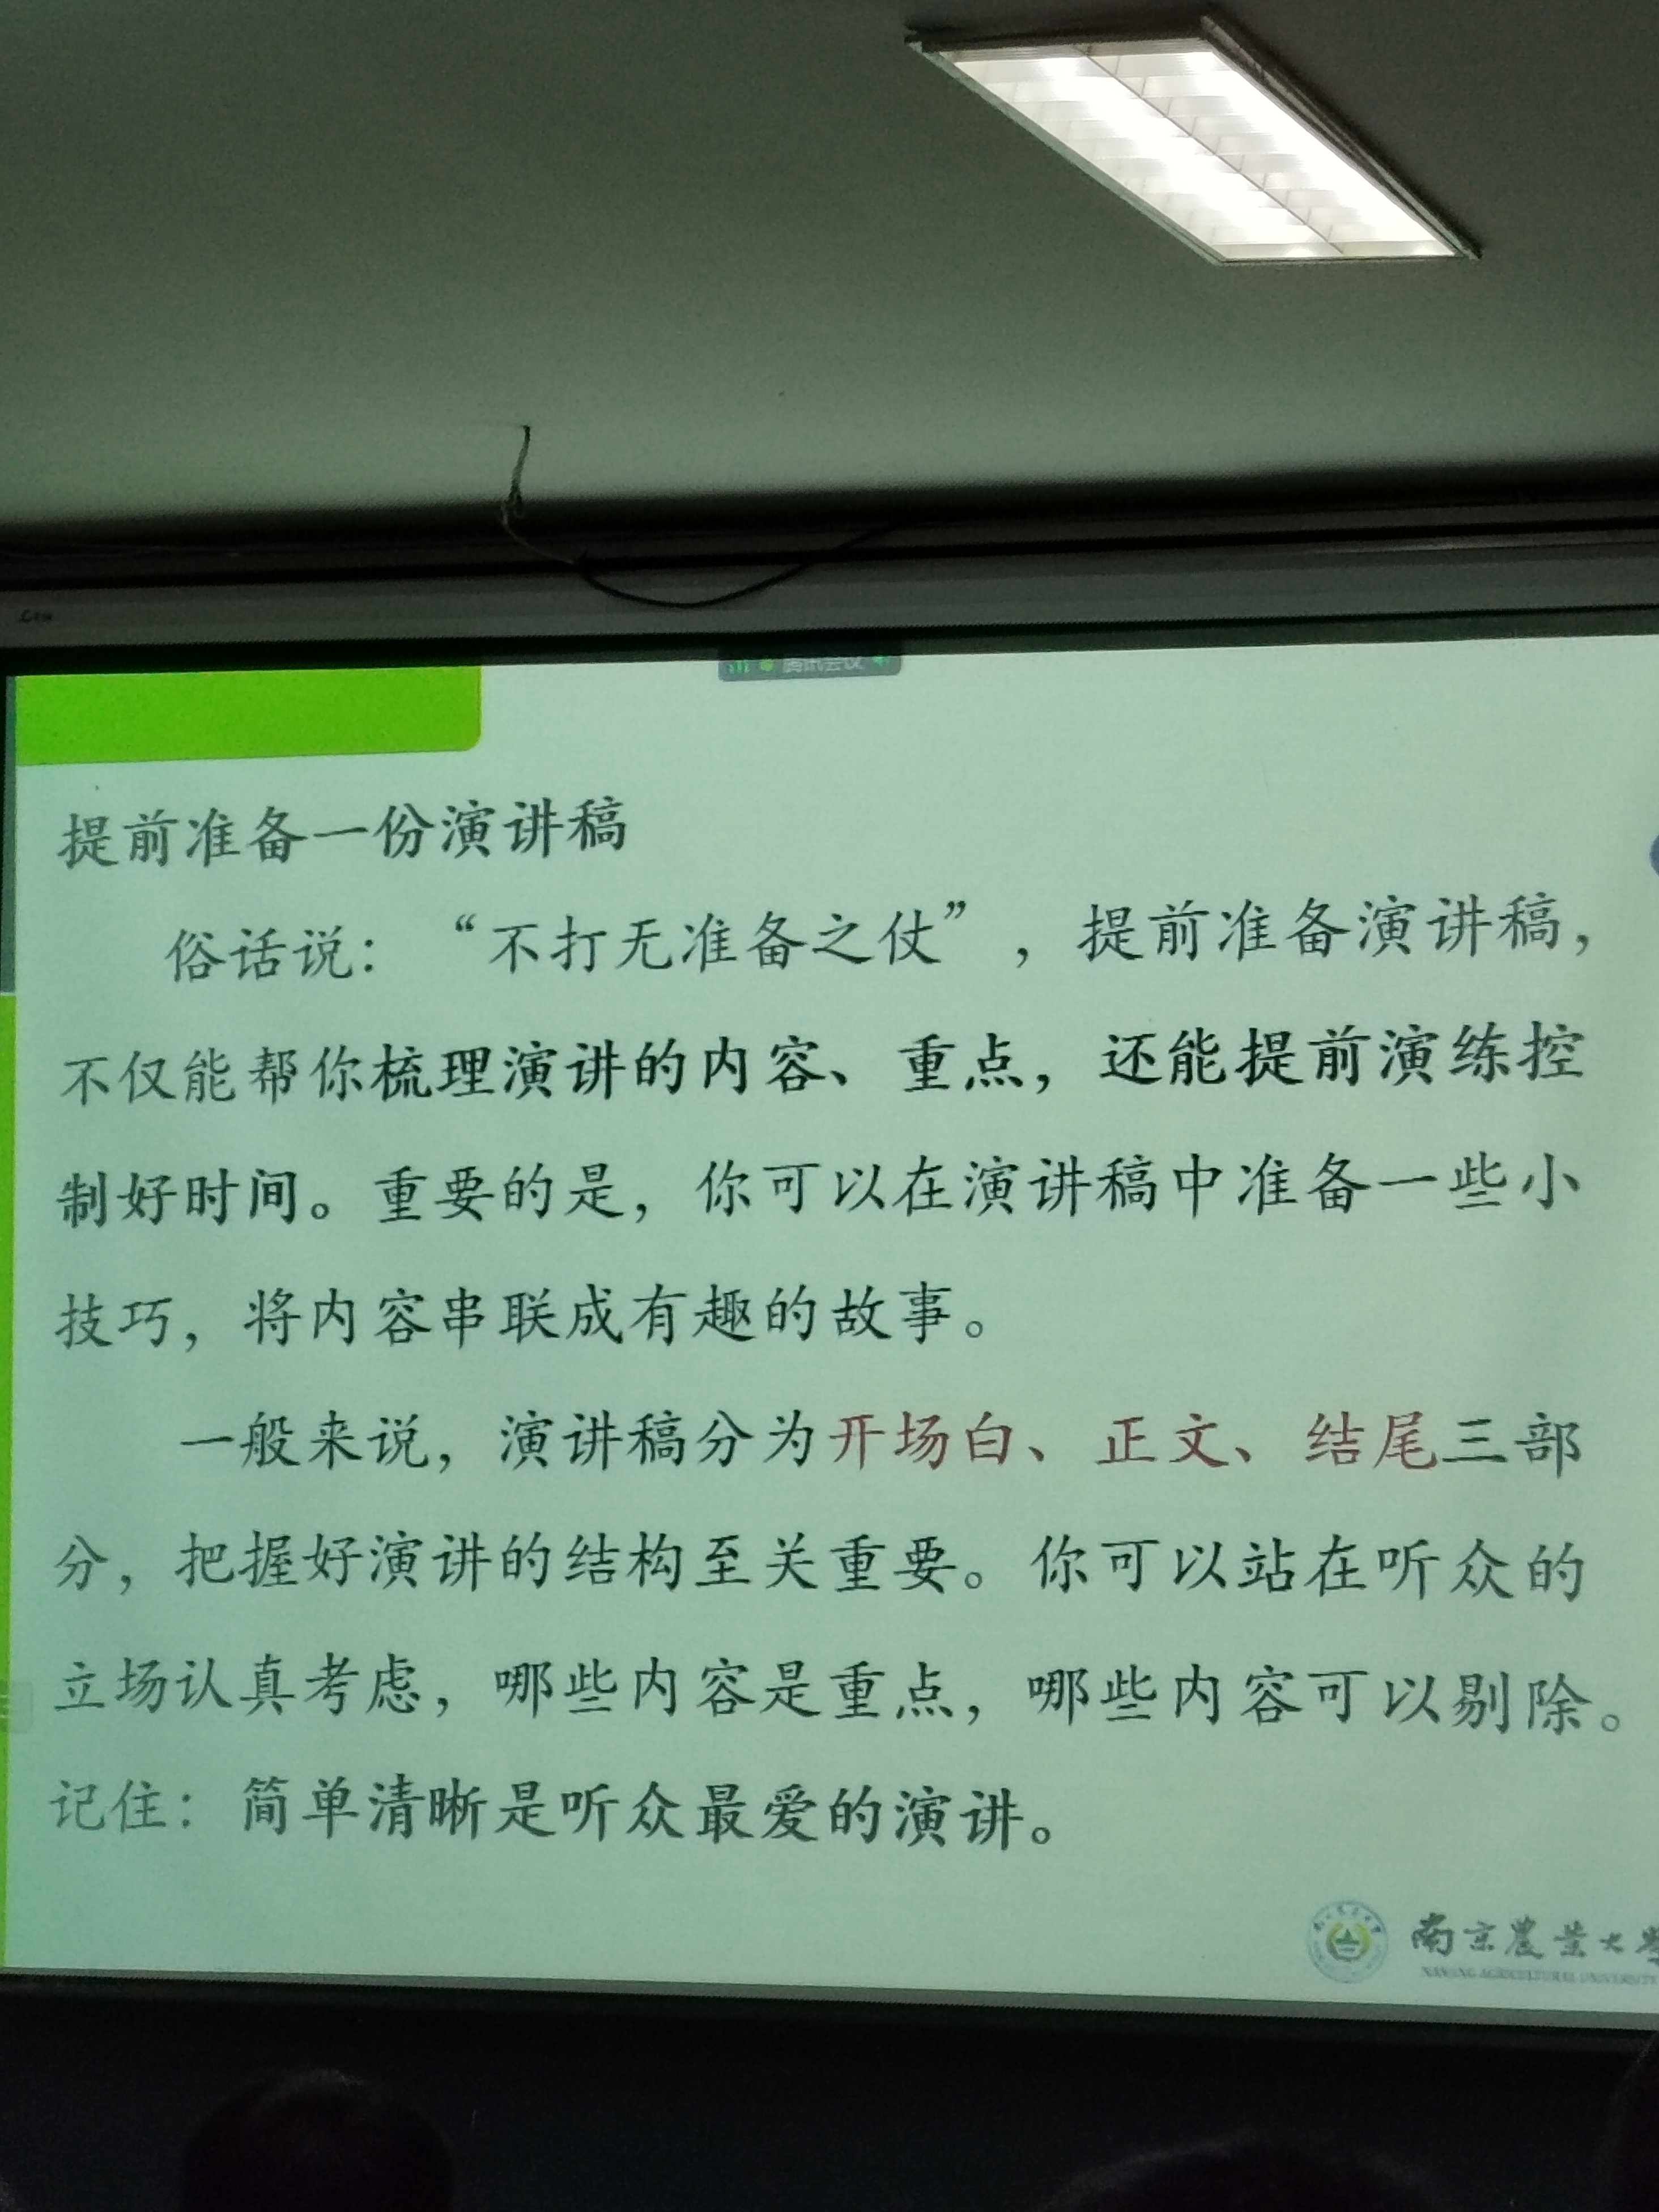 腾讯会议
提前准备一份演讲稿
俗话说：“不打无准备之仗”，提前准备演讲稿，
不仅能帮你梳理演讲的内容、重点，还能提前演练控
制好时间。重要的是，你可以在演讲稿中准备一些小
技巧，将内容串联成有趣的故事。
一般来说，演讲稿分为开场白、正文、结尾三部
分，把握好演讲的结构至关重要。你可以站在听众的
立场认真考虑，哪些内容是重点，哪些内容可以剔除。
记住：简单清晰是听众最爱的演讲。
南京農業大學
NANJING AGRICULTURAL UNIVERSITY